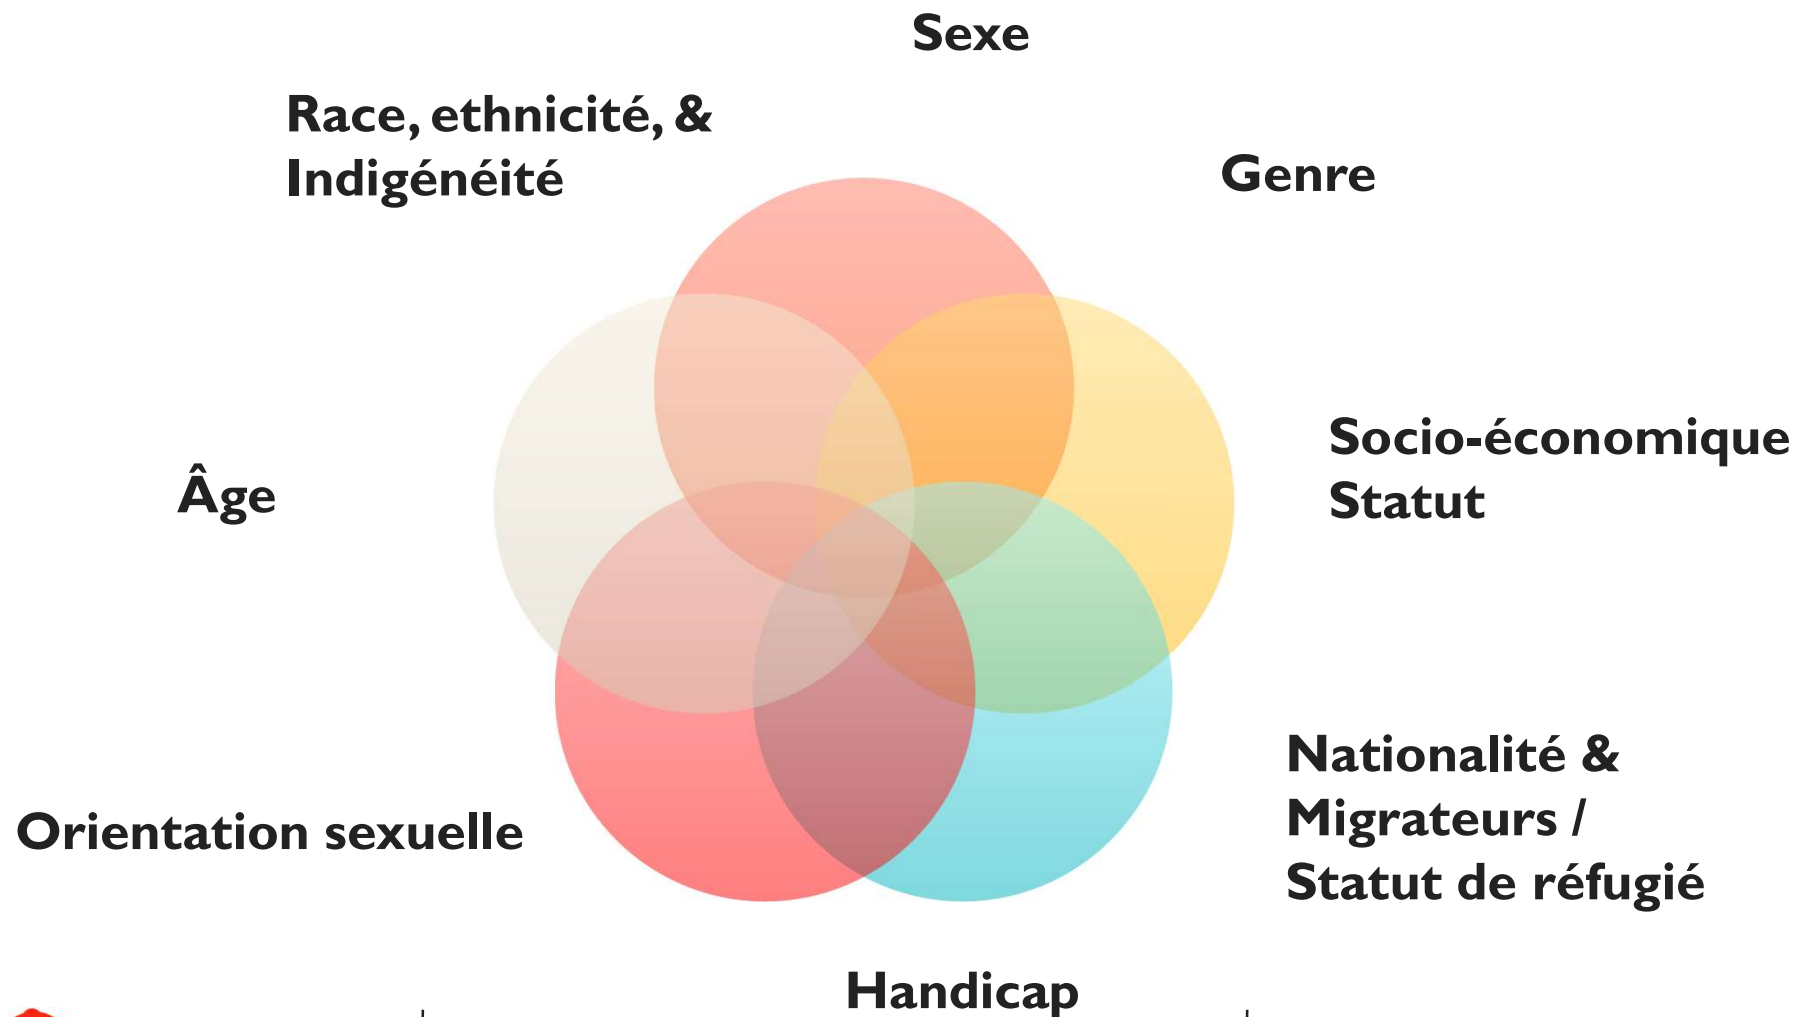 Sexe
Race, ethnicité, &
Indigénéité
Genre
Socio-économique
Statut
Âge
Nationalité &
Migrateurs /
Statut de réfugié
Orientation sexuelle
Handicap